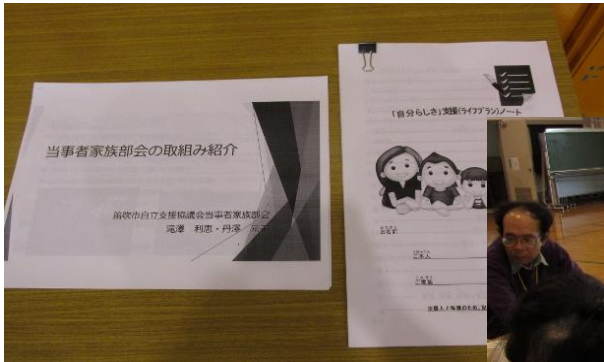 当事者家族部会の取組み紹介
笛吹市自立支援協議会当事者家族部会
滝澤 利恵・丹澤
「自分らしさ」支援(ライフプラン)ノート
ご本人
ご家族